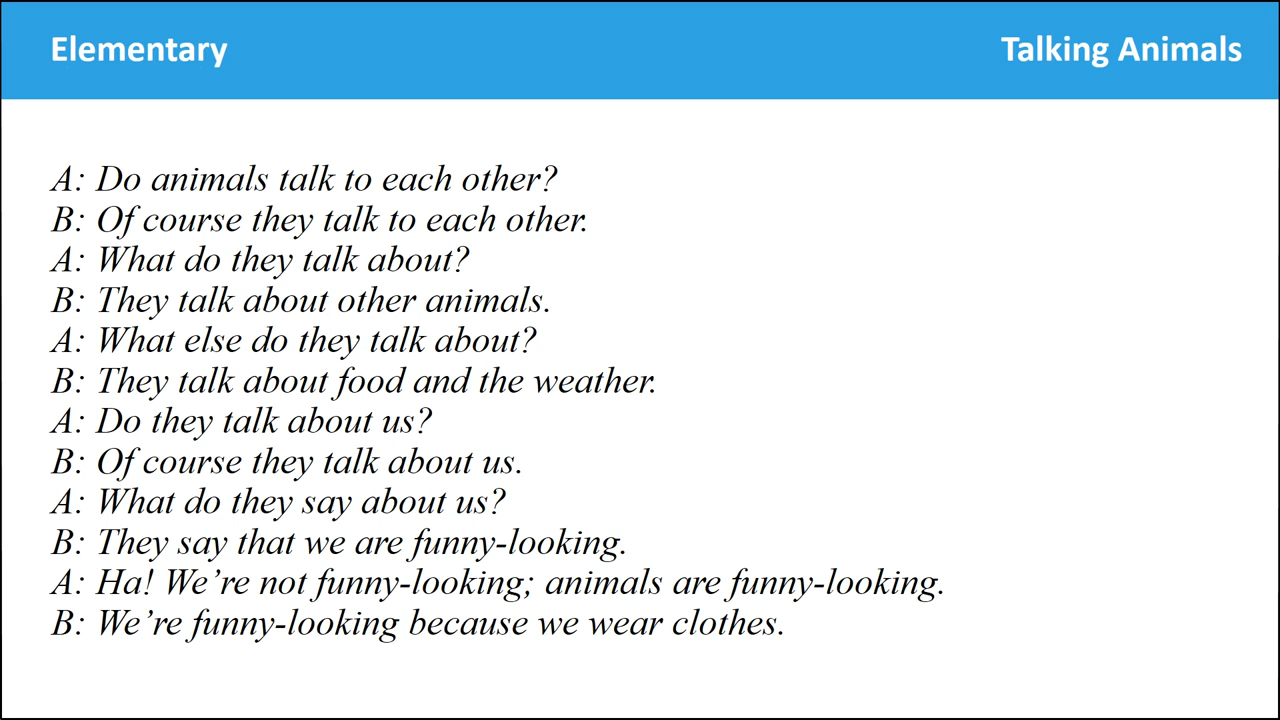 Elementary
Talking Animals
A: Do animals talk to each other?
B: Of course they talk to each other.
A: What do they talk about?
B: They talk about other animals.
A: What else do they talk about?
B: They talk about food and the weather.
A: Do they talk about us?
B: Of course they talk about us.
A: What do they say about us?
B: They say that we are funny-looking.
A: Ha! We’re not funny-looking; animals are funny-looking.
B: We’re funny-looking because we wear clothes.